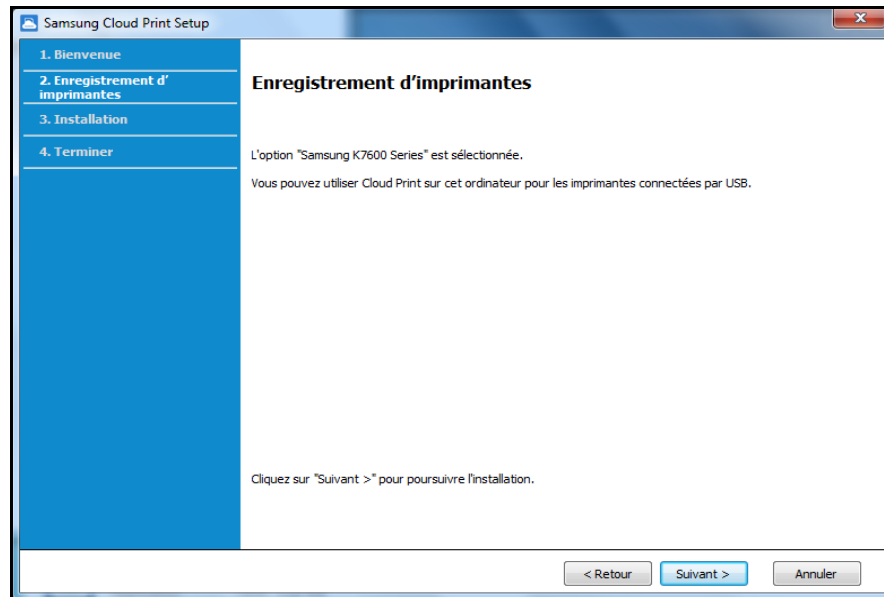 Samsung Cloud Print Setup
1. Bienvenue
2. Enregistrement d’
imprimantes
3. Installation
4. Terminer
Enregistrement d’imprimantes
L'option "Samsung K7600 Series" est sélectionnée.
Vous pouvez utiliser Cloud Print sur cet ordinateur pour les imprimantes connectées par USB.
Cliquez sur "Suivant >" pour poursuivre l'installation.
< Retour
Suivant >
Annuler